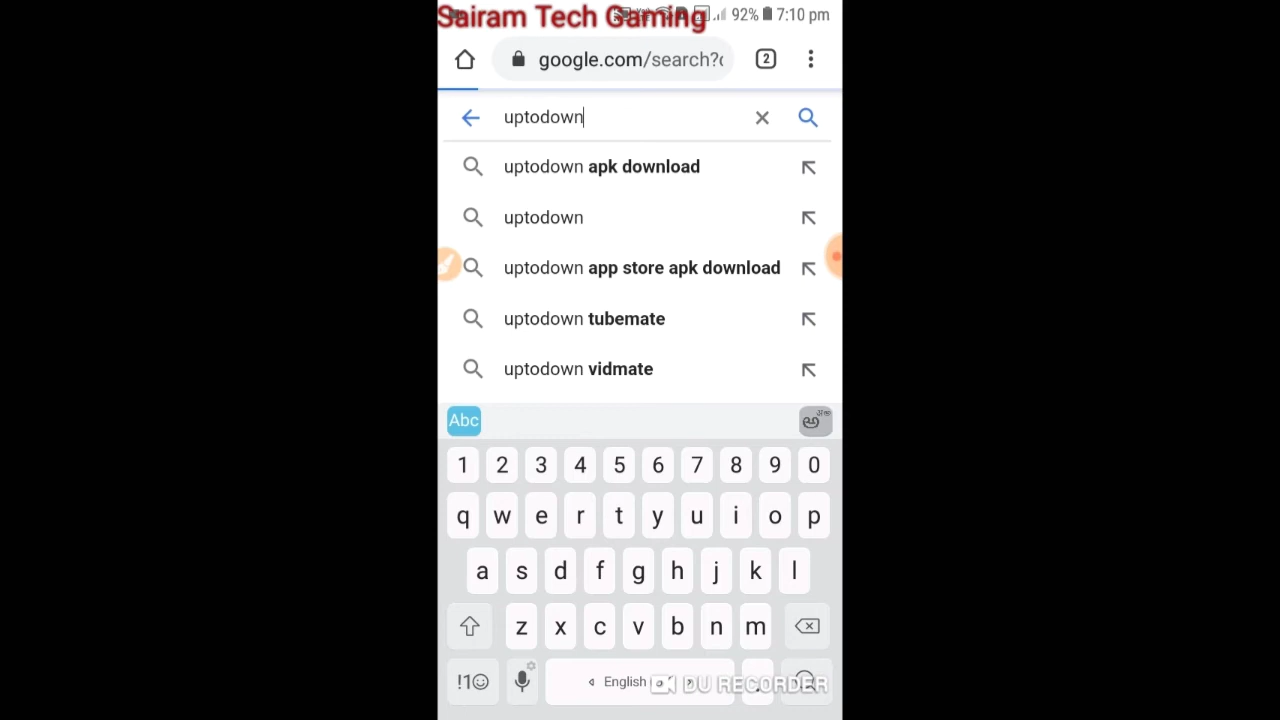 Sairam Tech Gaming
92% 7:10 pm
google.com/search?
2
uptodown
uptodown apk download
uptodown
uptodown app store apk download
uptodown tubemate
uptodown vidmate
Abc
1 2 3 4 5 6 7 8 9 0
q w e r t y u i o p
a s d f g h j k l
z x c v b n m
!1☺ English
DU RECORDER